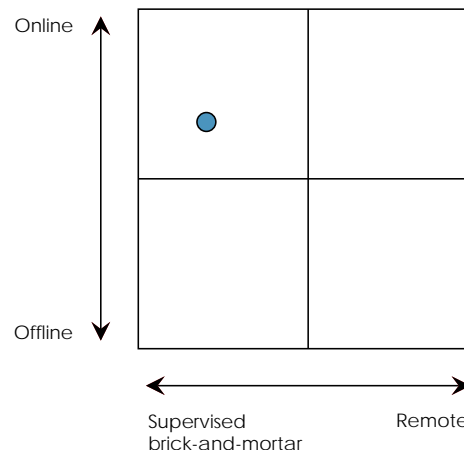 Online
Offline
Supervised
brick-and-mortar
Remote